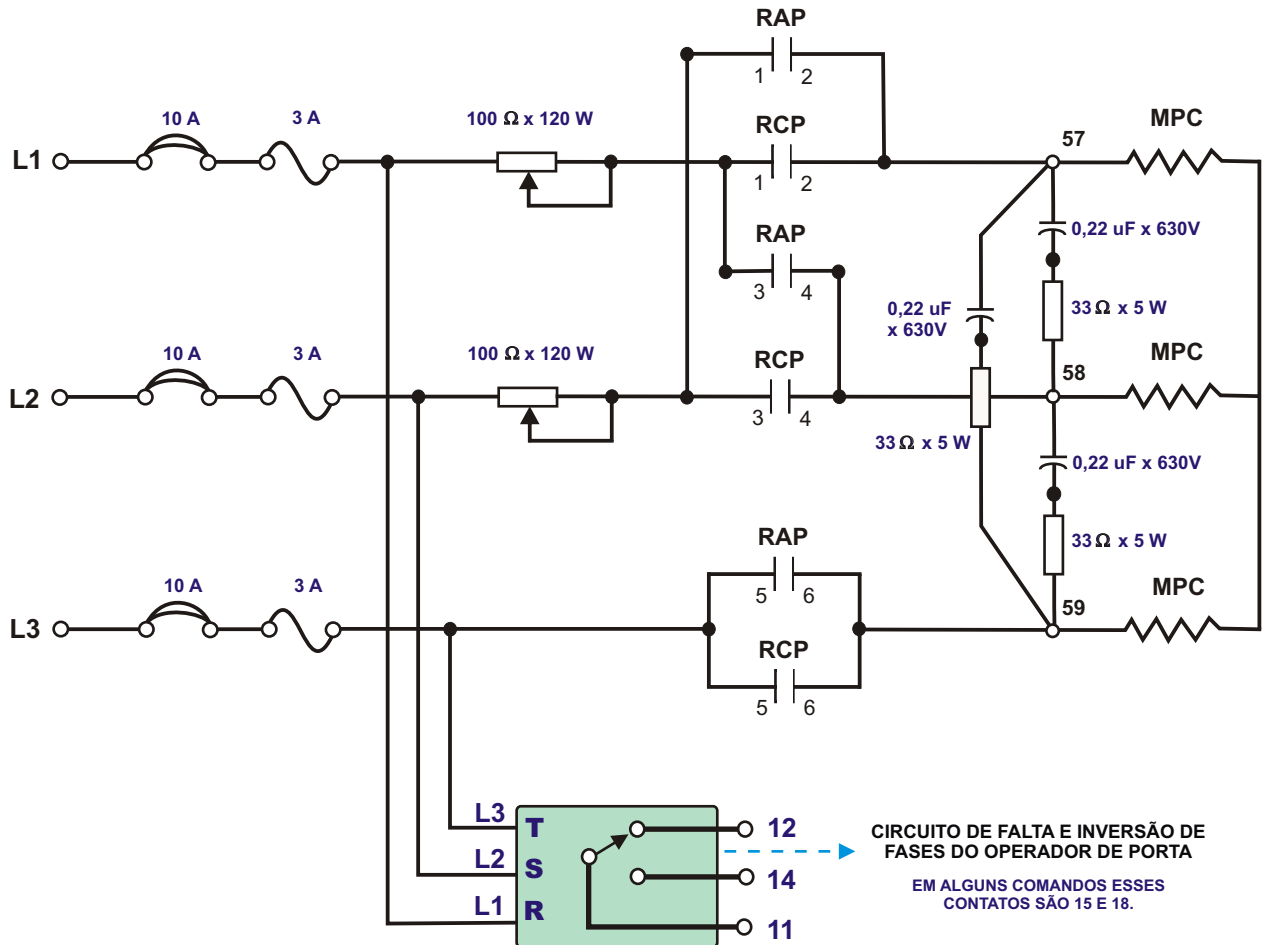 RAP
1 2
10 A
3 A
100 Ω x 120 W
RCP
57
MPC
L1
1 2
RAP
0,22 uF x 630V
3 4
0,22 uF
x 630V
33 Ω x 5 W
10 A
3 A
100 Ω x 120 W
RCP
58
MPC
L2
3 4
33 Ω x 5 W
0,22 uF x 630V
RAP
33 Ω x 5 W
10 A
3 A
5 6
59
MPC
L3
RCP
5 6
L3 T
12
L2 S
14
L1 R
11
CIRCUITO DE FALTA E INVERSÃO DE
FASES DO OPERADOR DE PORTA
EM ALGUNS COMANDOS ESSES
CONTATOS SÃO 15 E 18.